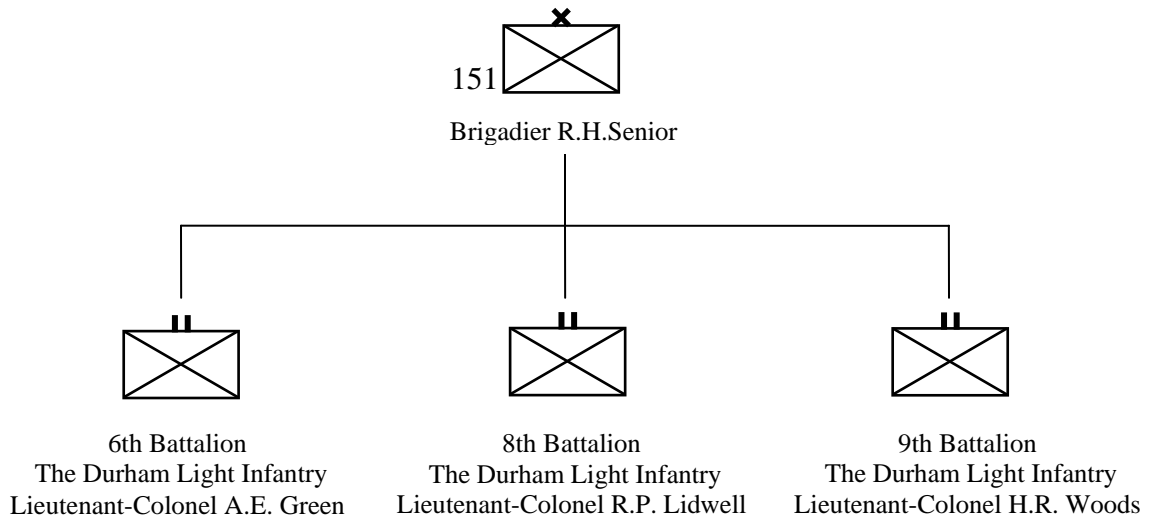 151
Brigadier R.H.Senior
6th Battalion
The Durham Light Infantry
Lieutenant-Colonel A.E. Green
8th Battalion
The Durham Light Infantry
Lieutenant-Colonel R.P. Lidwell
9th Battalion
The Durham Light Infantry
Lieutenant-Colonel H.R. Woods